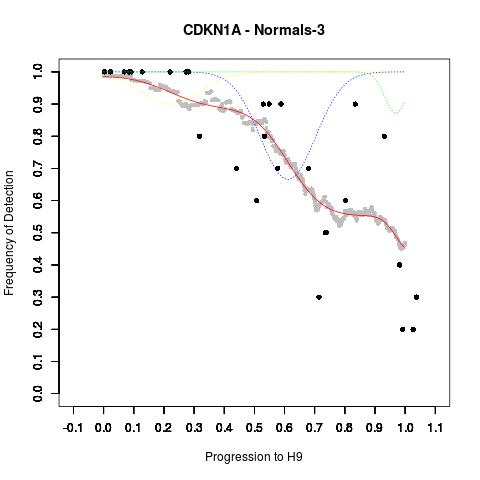 CDKN1A - Normals-3
Frequency of Detection
1.0
0.9
0.8
0.7
0.6
0.5
0.4
0.3
0.2
0.1
0.0
-0.1 0.0 0.1 0.2 0.3 0.4 0.5 0.6 0.7 0.8 0.9 1.0 1.1
Progression to H9